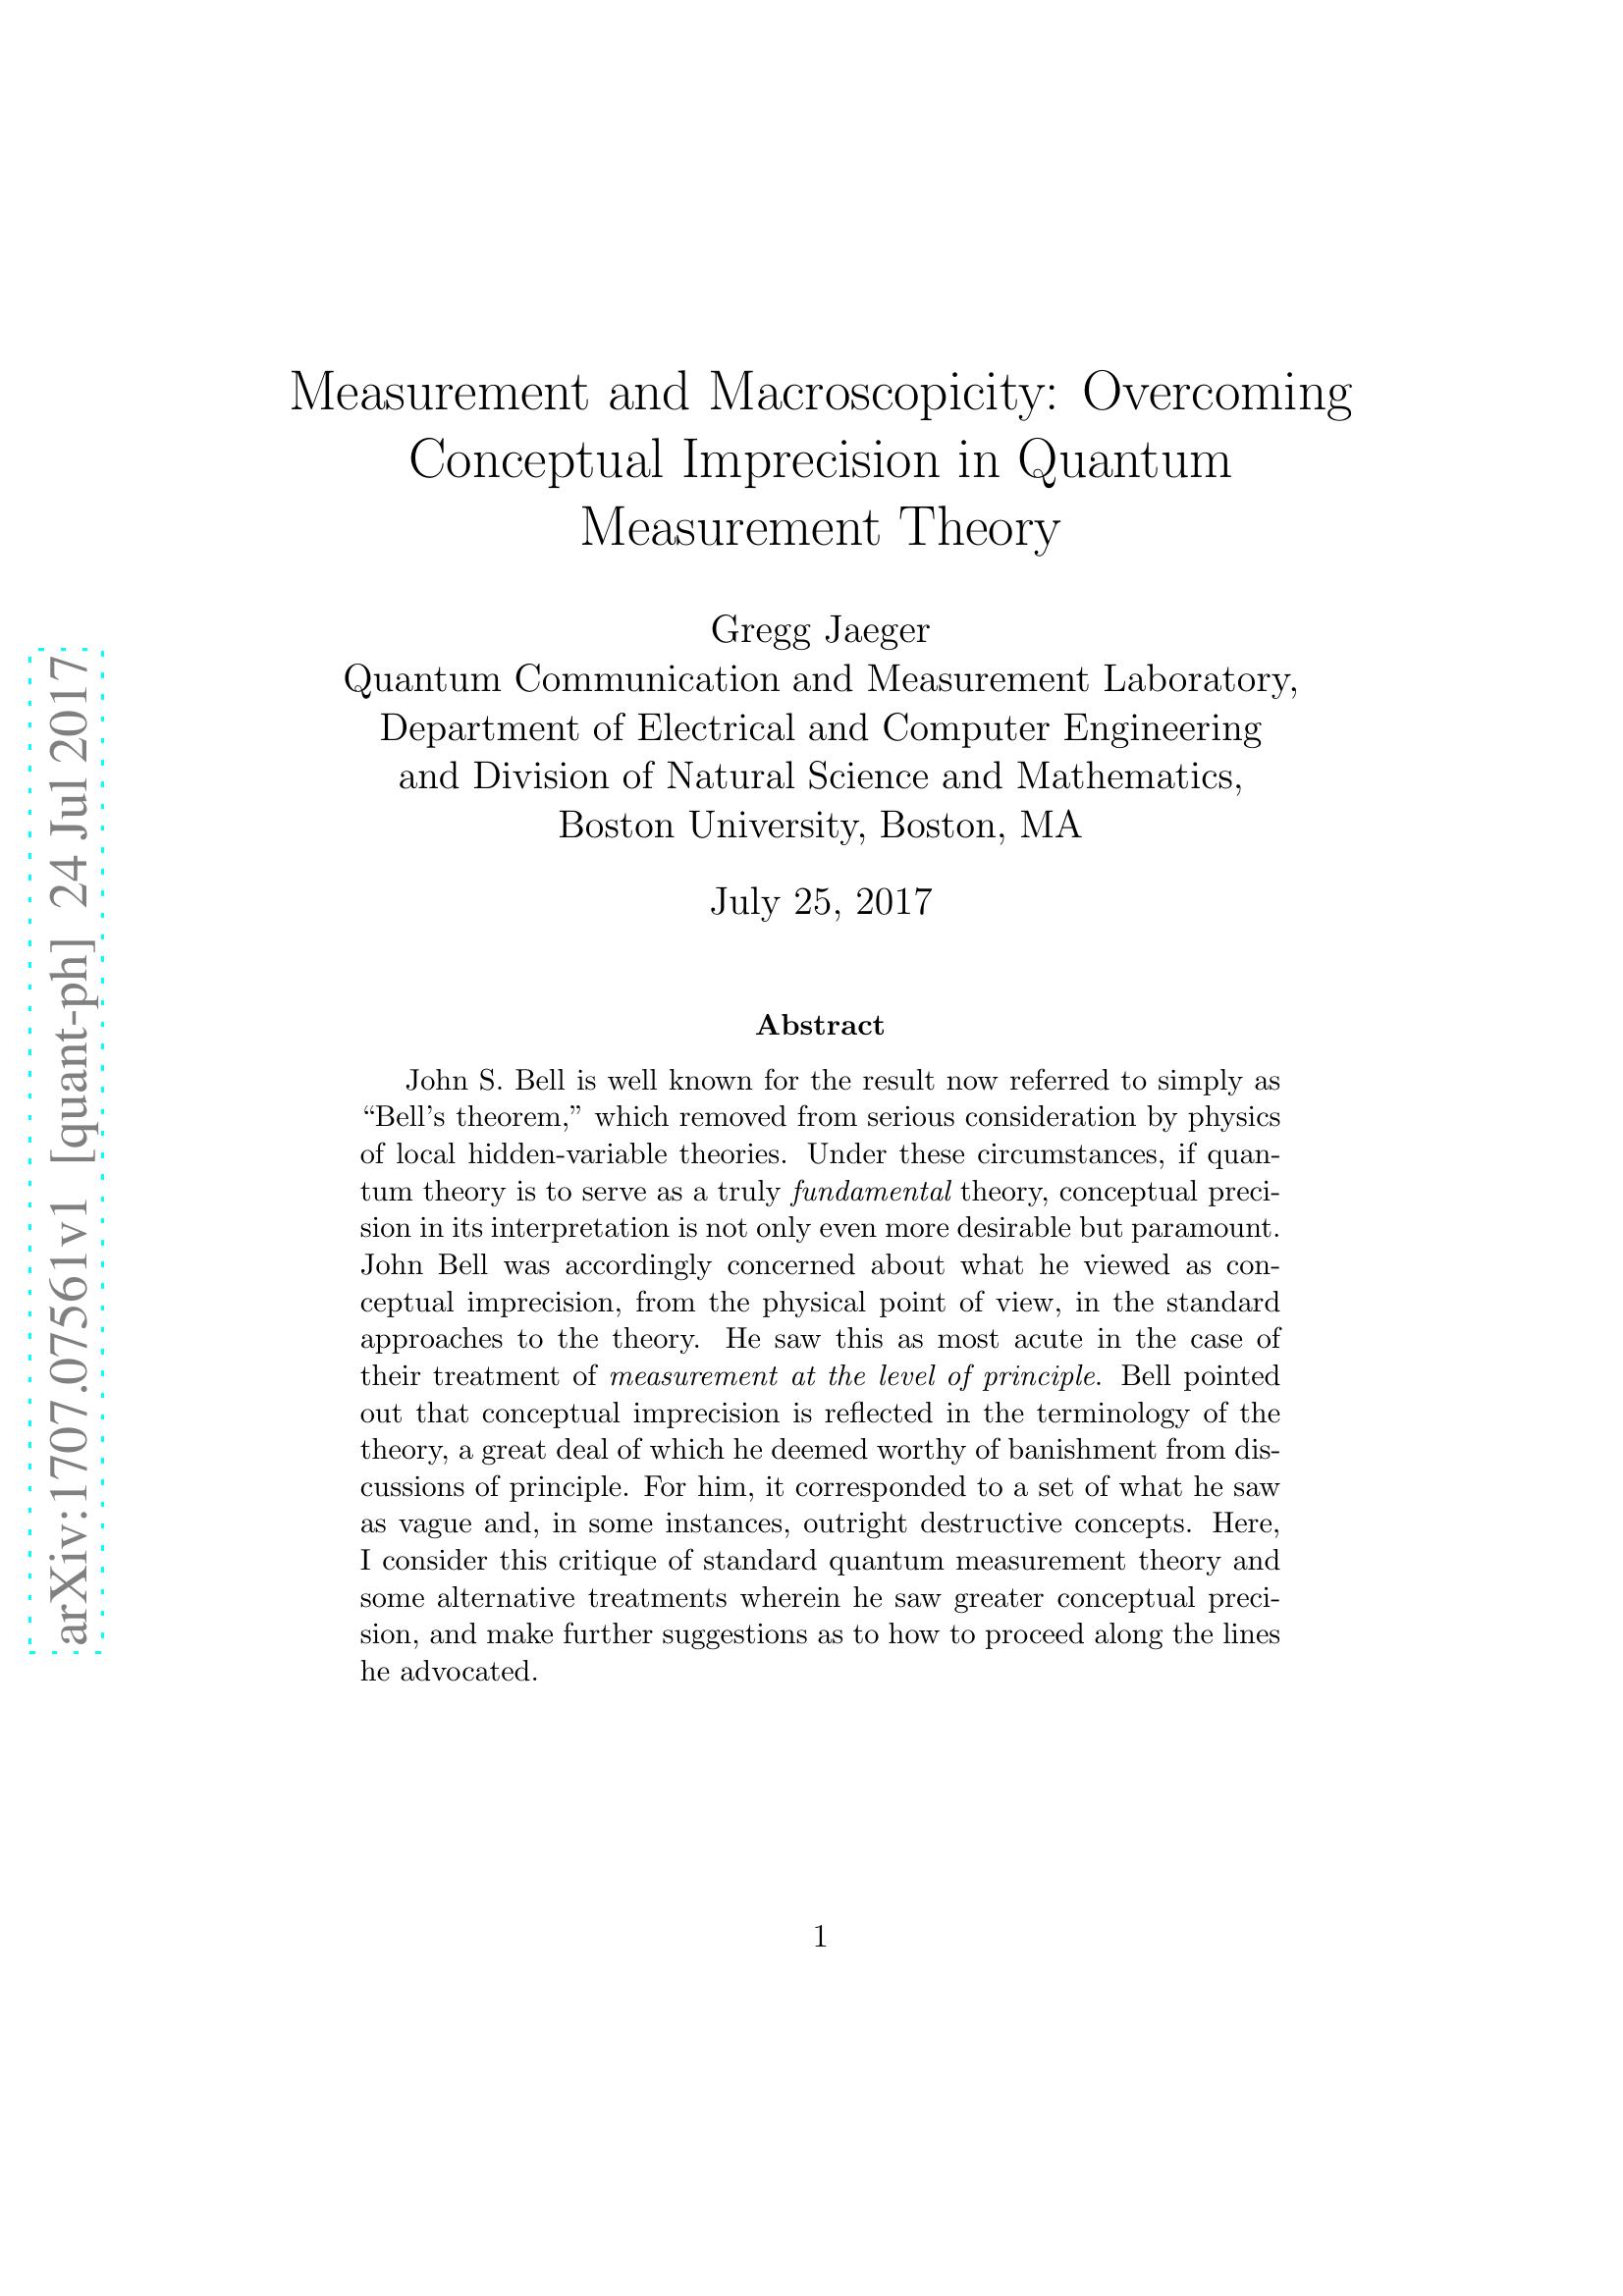 Measurement and Macroscopicity: Overcoming
Conceptual Imprecision in Quantum
Measurement Theory
Gregg Jaeger
Quantum Communication and Measurement Laboratory,
Department of Electrical and Computer Engineering
and Division of Natural Science and Mathematics,
Boston University, Boston, MA
July 25, 2017
arXiv:1707.07561v1 [quant-ph] 24 Jul 2017
Abstract
John S. Bell is well known for the result now referred to simply as
“Bell’s theorem,” which removed from serious consideration by physics
of local hidden-variable theories. Under these circumstances, if quan-
tum theory is to serve as a truly fundamental theory, conceptual preci-
sion in its interpretation is not only even more desirable but paramount.
John Bell was accordingly concerned about what he viewed as con-
ceptual imprecision, from the physical point of view, in the standard
approaches to the theory. He saw this as most acute in the case of
their treatment of measurement at the level of principle. Bell pointed
out that conceptual imprecision is reflected in the terminology of the
theory, a great deal of which he deemed worthy of banishment from dis-
cussions of principle. For him, it corresponded to a set of what he saw
as vague and, in some instances, outright destructive concepts. Here,
I consider this critique of standard quantum measurement theory and
some alternative treatments wherein he saw greater conceptual preci-
sion, and make further suggestions as to how to proceed along the lines
he advocated.
1